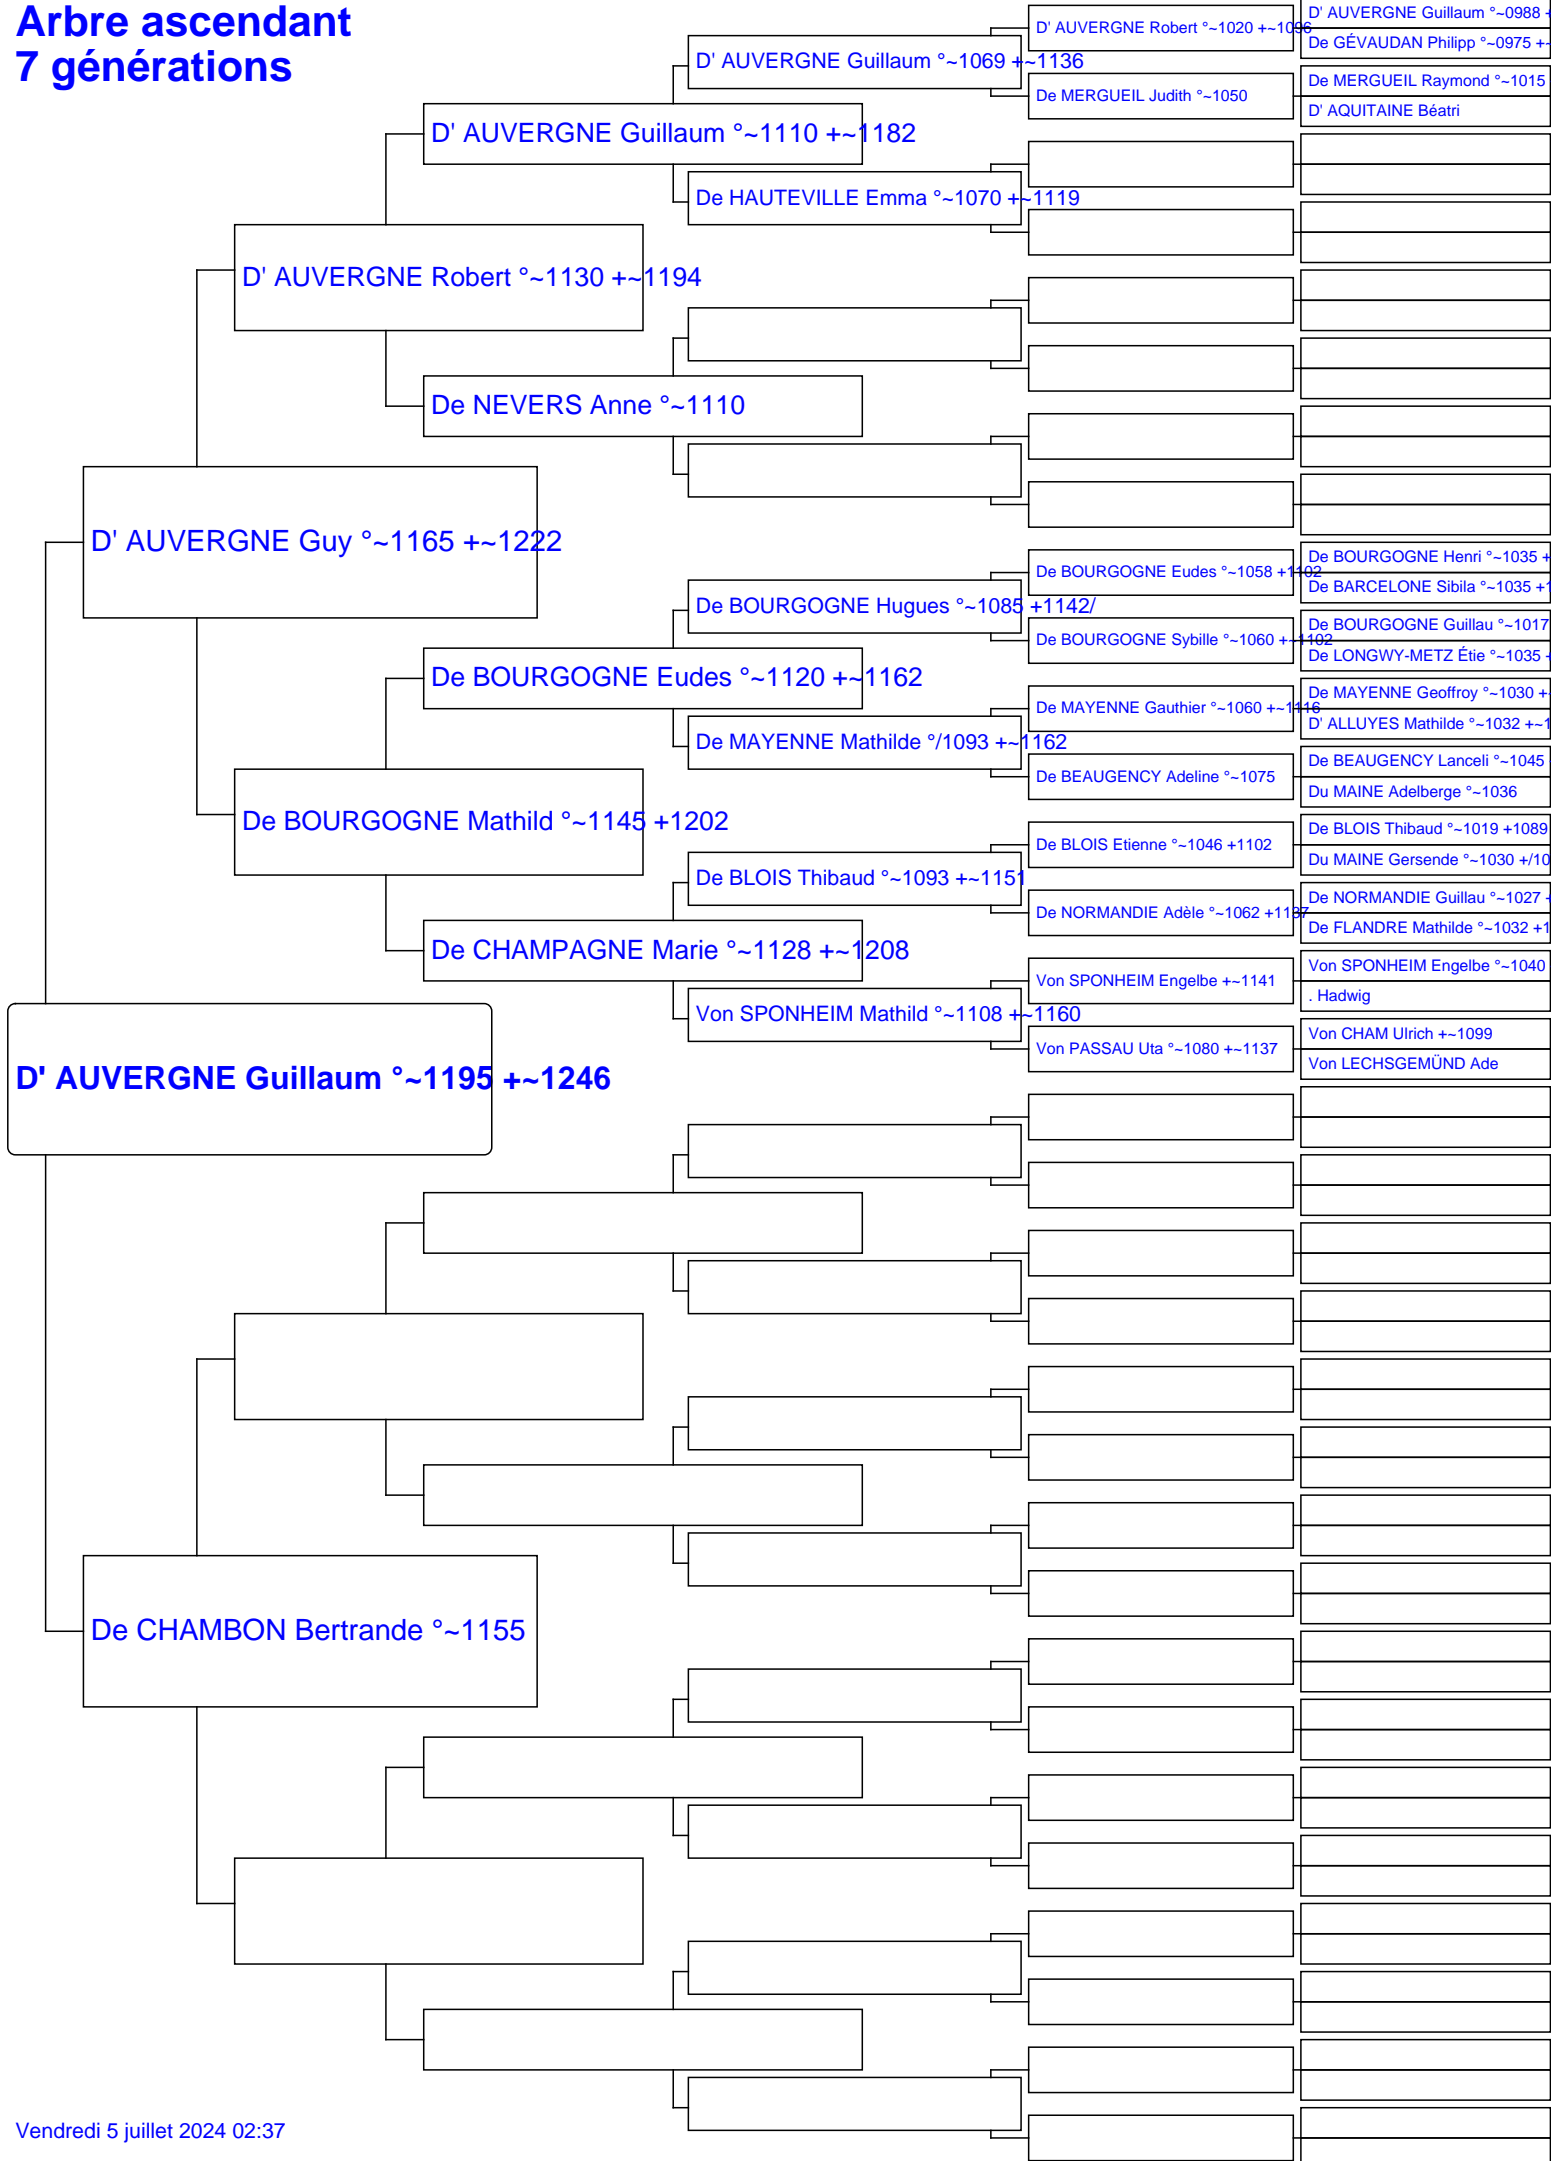 Arbre ascendant
7 générations
D' AUVERGNE Guillaum °~0988 +
D' AUVERGNE Robert °~1020 +~1096
De GÉVAUDAN Philipp °~0975 +~
D' AUVERGNE Guillaum °~1069 +~1136
De MERGUEIL Raymond °~1015
De MERGUEIL Judith °~1050
D' AQUITAINE Béatri
D' AUVERGNE Guillaum °~1110 +~1182
De HAUTEVILLE Emma °~1070 +~1119
D' AUVERGNE Robert °~1130 +~1194
De NEVERS Anne °~1110
D' AUVERGNE Guy °~1165 +~1222
De BOURGOGNE Henri °~1035 +
De BOURGOGNE Eudes °~1058 +1102
De BARCELONE Sibila °~1035 +1
De BOURGOGNE Hugues °~1085 +1142/
De BOURGOGNE Guillau °~1017
De BOURGOGNE Sybille °~1060 +~1102
De LONGWY-METZ Étie °~1035 +
De BOURGOGNE Eudes °~1120 +~1162
De MAYENNE Geoffroy °~1030 +~
De MAYENNE Gauthier °~1060 +~1116
D' ALLUYES Mathilde °~1032 +~1
De MAYENNE Mathilde °/1093 +~1162
De BEAUGENCY Lanceli °~1045
De BEAUGENCY Adeline °~1075
Du MAINE Adelberge °~1036
De BOURGOGNE Mathild °~1145 +1202
De BLOIS Thibaud °~1019 +1089
De BLOIS Etienne °~1046 +1102
Du MAINE Gersende °~1030 +/10
De BLOIS Thibaud °~1093 +~1151
De NORMANDIE Guillau °~1027 +
De NORMANDIE Adèle °~1062 +1137
De FLANDRE Mathilde °~1032 +1
De CHAMPAGNE Marie °~1128 +~1208
Von SPONHEIM Engelbe °~1040
Von SPONHEIM Engelbe +~1141
. Hadwig
Von SPONHEIM Mathild °~1108 +~1160
Von CHAM Ulrich +~1099
Von PASSAU Uta °~1080 +~1137
Von LECHSGEMÜND Ade
D' AUVERGNE Guillaum °~1195 +~1246
De CHAMBON Bertrande °~1155
Vendredi 5 juillet 2024 02:37